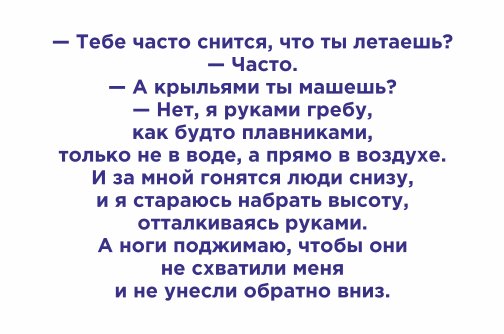 — Тебе часто снится, что ты летаешь?
— Часто.
— А крыльями ты машешь?
— Нет, я руками гребу,
как будто плавниками,
только не в воде, а прямо в воздухе.
И за мной гонятся люди снизу,
и я стараюсь набрать высоту,
отталкиваясь руками.
А ноги поджимаю, чтобы они
не схватили меня
и не унесли обратно вниз.